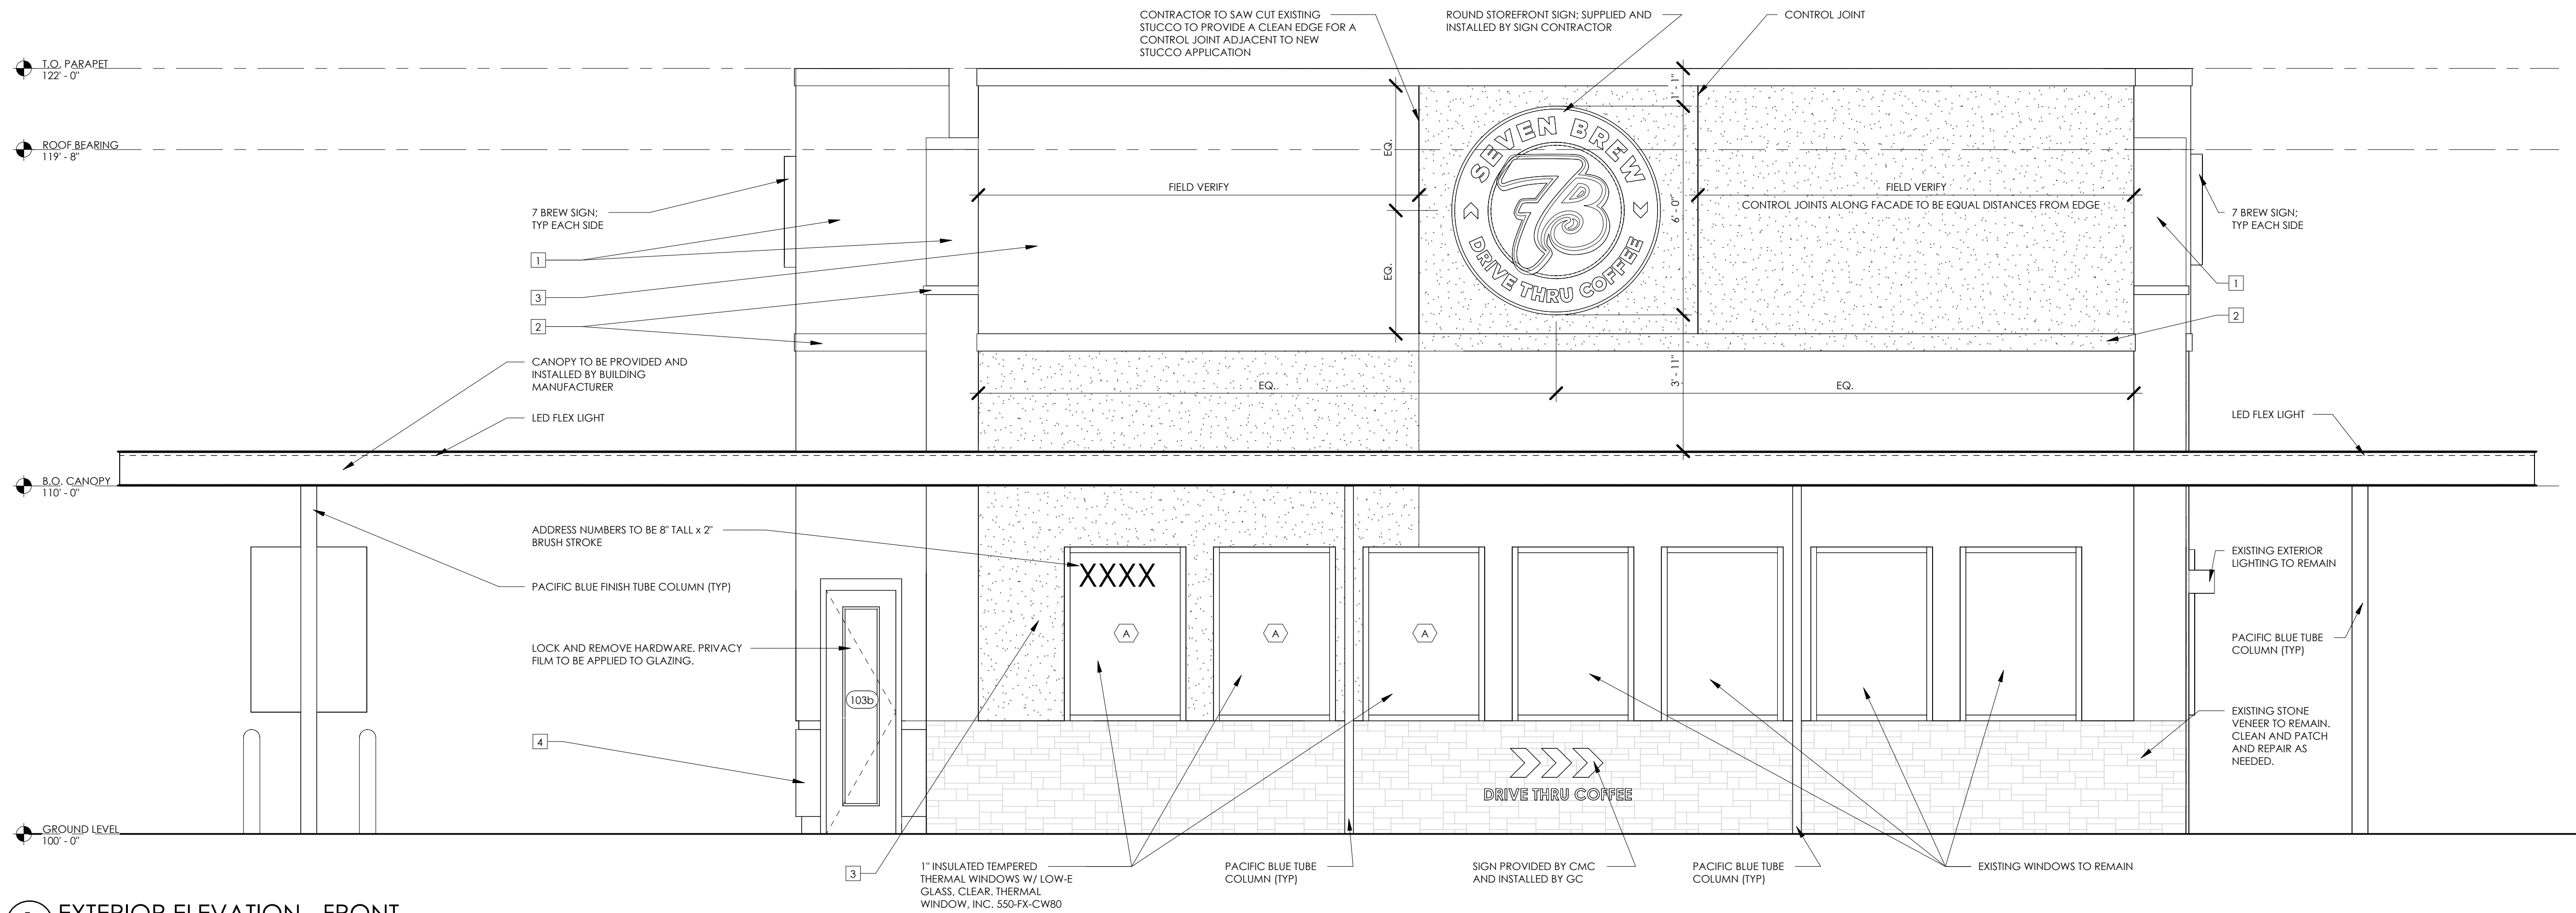 CONTRACTOR TO SAW CUT EXISTING
STUCCO TO PROVIDE A CLEAN EDGE FOR A
CONTROL JOINT ADJACENT TO NEW
STUCCO APPLICATION
ROUND STOREFRONT SIGN; SUPPLIED AND
INSTALLED BY SIGN CONTRACTOR
CONTROL JOINT
T.O. PARAPET
122' - 0"
ROOF BEARING
119' - 8"
1' - 1"
EQ.
SEVEN BREW
7B
DRIVE THRU COFFEE
6' - 0"
FIELD VERIFY
FIELD VERIFY
CONTROL JOINTS ALONG FACADE TO BE EQUAL DISTANCES FROM EDGE
7 BREW SIGN;
TYP EACH SIDE
7 BREW SIGN;
TYP EACH SIDE
1
3
2
EQ.
1
2
CANOPY TO BE PROVIDED AND
INSTALLED BY BUILDING
MANUFACTURER
3' - 11"
EQ.
EQ.
LED FLEX LIGHT
LED FLEX LIGHT
B.O. CANOPY
110' - 0"
ADDRESS NUMBERS TO BE 8" TALL x 2"
BRUSH STROKE
XXXX
PACIFIC BLUE FINISH TUBE COLUMN (TYP)
EXISTING EXTERIOR
LIGHTING TO REMAIN
A
A
A
LOCK AND REMOVE HARDWARE. PRIVACY
FILM TO BE APPLIED TO GLAZING.
PACIFIC BLUE TUBE
COLUMN (TYP)
103b
4
EXISTING STONE
VENEER TO REMAIN.
CLEAN AND PATCH
AND REPAIR AS
NEEDED.
DRIVE THRU COFFEE
GROUND LEVEL
100' - 0"
3
1" INSULATED TEMPERED
THERMAL WINDOWS W/ LOW-E
GLASS, CLEAR. THERMAL
WINDOW, INC. 550-FX-CW80
PACIFIC BLUE TUBE
COLUMN (TYP)
SIGN PROVIDED BY CMC
AND INSTALLED BY GC
PACIFIC BLUE TUBE
COLUMN (TYP)
EXISTING WINDOWS TO REMAIN
EXTERIOR ELEVATION - FRONT